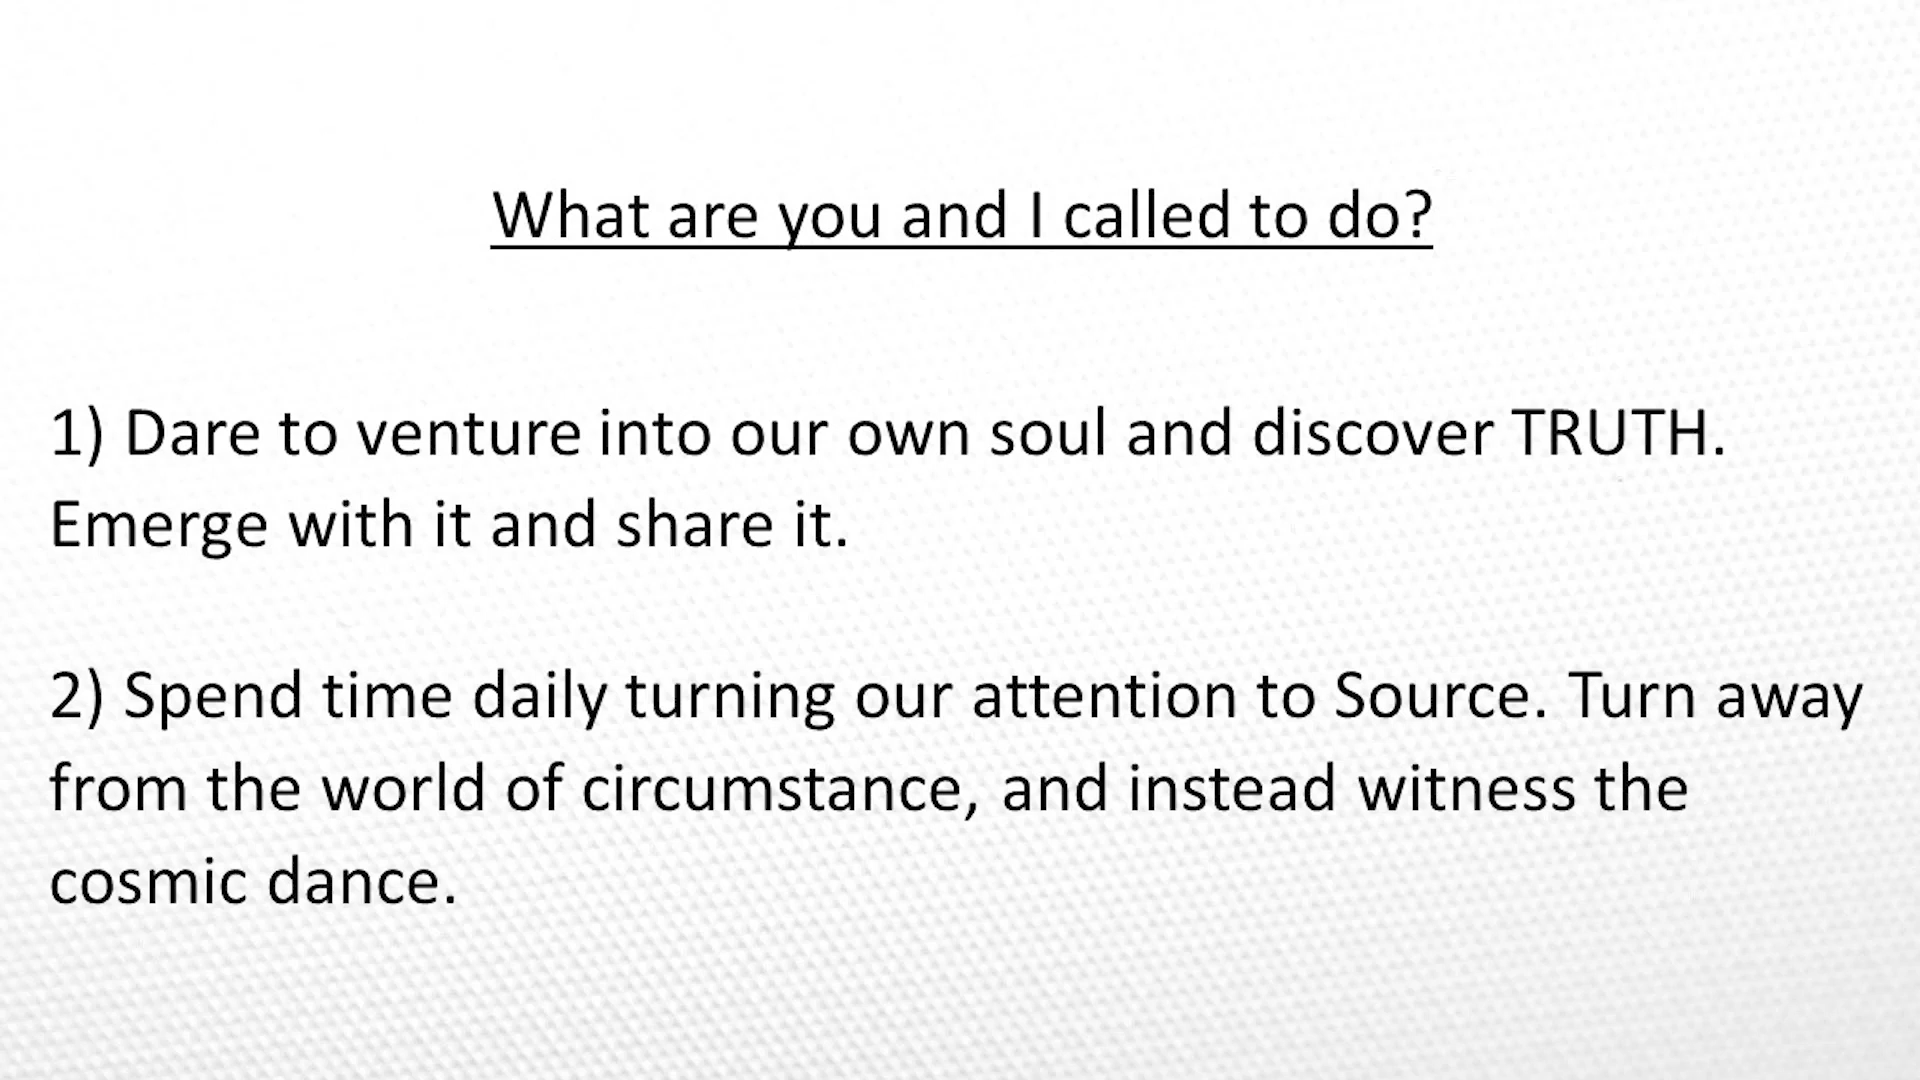 What are you and I called to do?
1) Dare to venture into our own soul and discover TRUTH.
Emerge with it and share it.
2) Spend time daily turning our attention to Source. Turn away
from the world of circumstance, and instead witness the
cosmic dance.